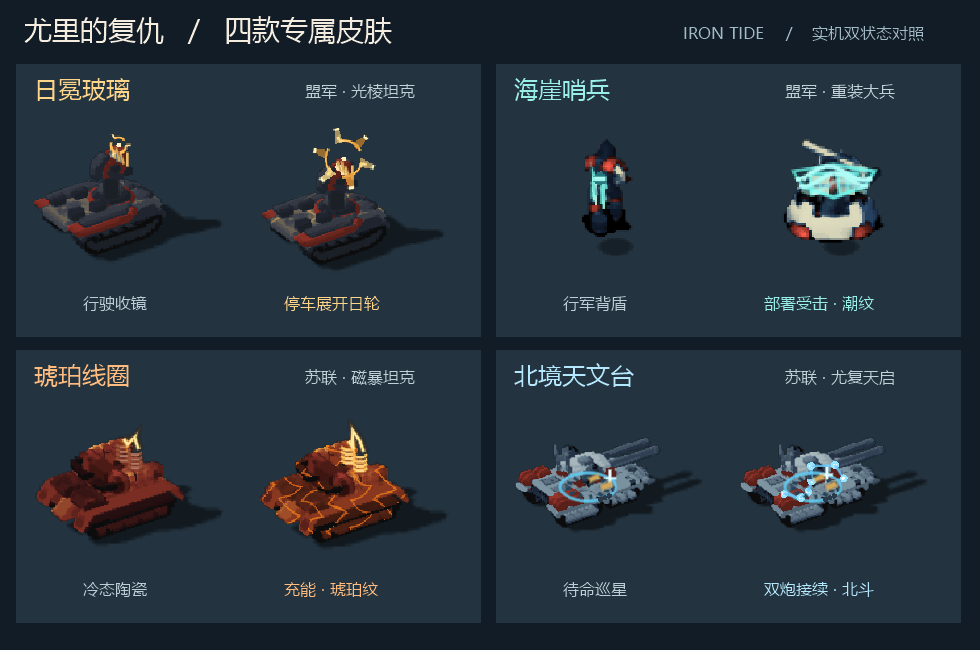 尤里的复仇 / 四款专属皮肤
IRON TIDE / 实机双状态对照
日冕玻璃
盟军 · 光棱坦克
行驶收镜
停车展开日轮
海崖哨兵
盟军 · 重装大兵
行军背盾
部署受击 · 潮纹
琥珀线圈
苏联 · 磁暴坦克
冷态陶瓷
充能 · 琥珀纹
北境天文台
苏联 · 尤复天启
待命巡星
双炮接续 · 北斗